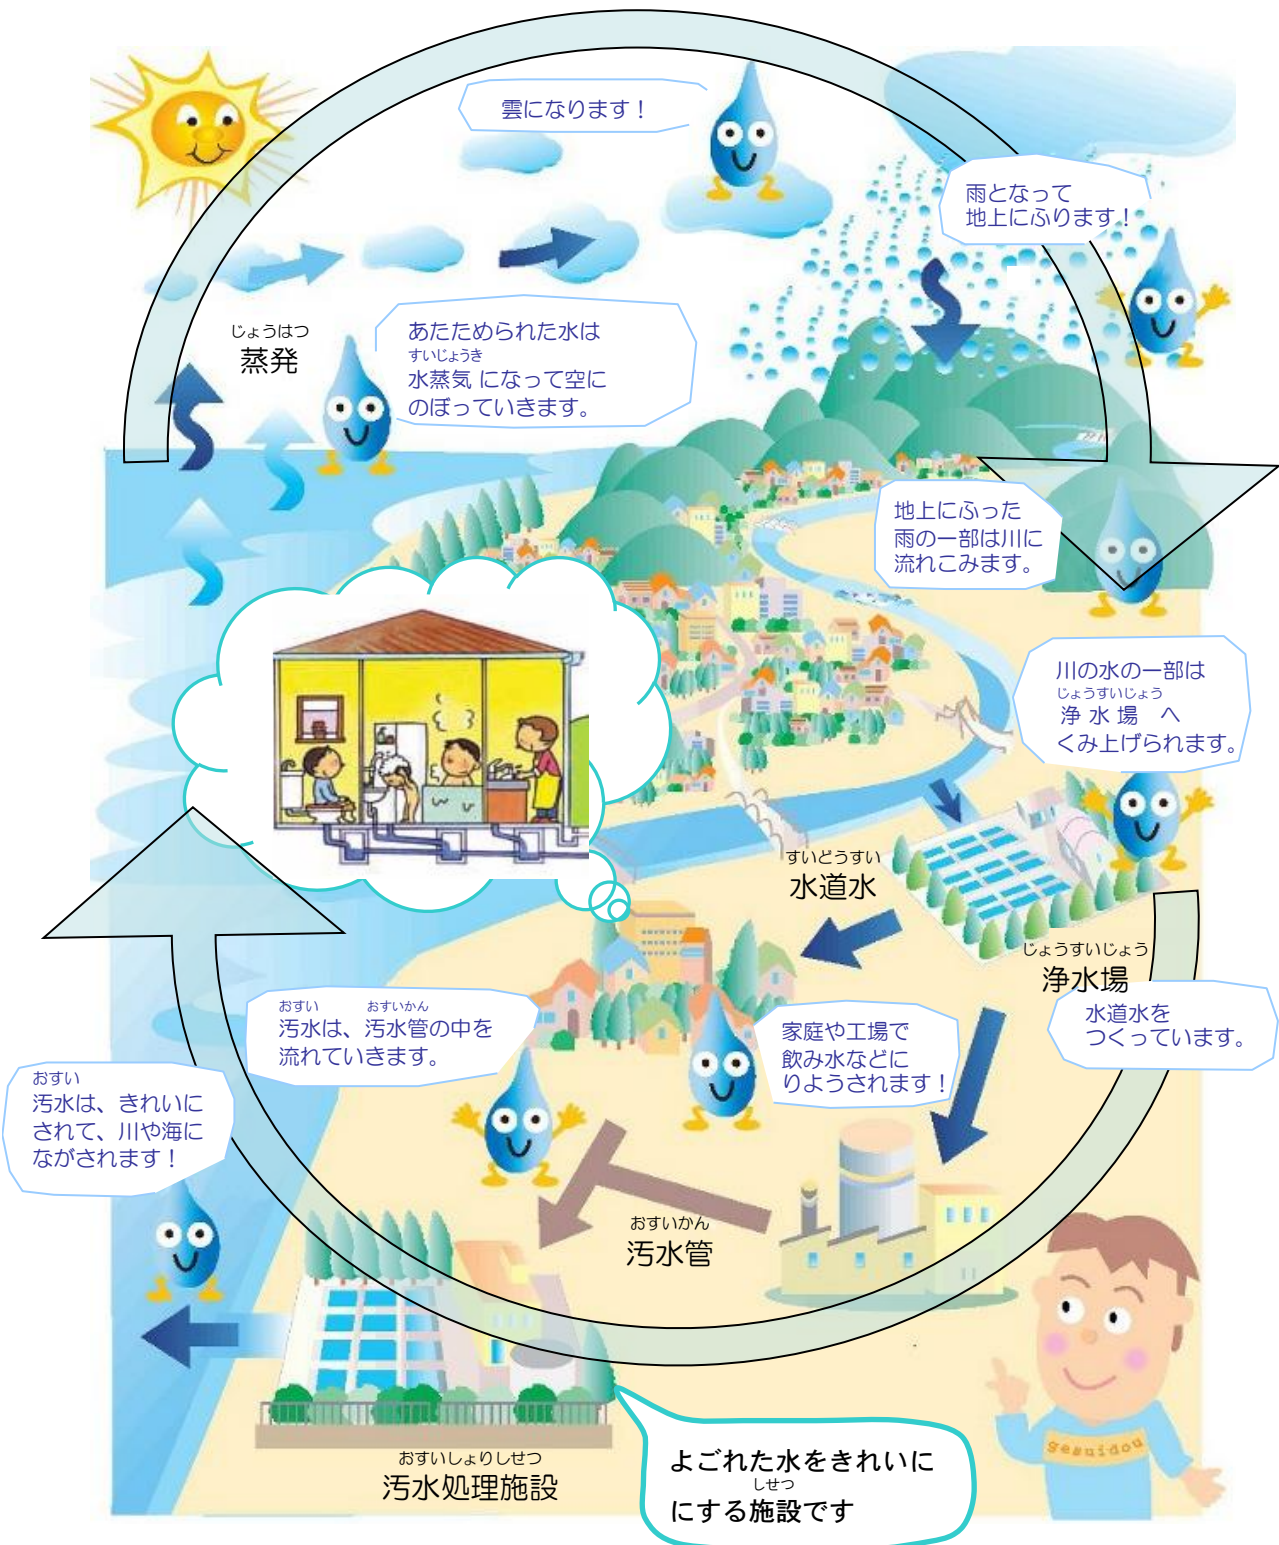 雲になります！
雨となって
地上にふります！
じょうはつ
蒸発
あたためられた水は
すいじょうき
水蒸気 になって空に
のぼっていきます。
地上にふった
雨の一部は川に
流れこみます。
川の水の一部は
じょうすいじょう
浄 水 場 へ
くみ上げられます。
すいどうすい
水道水
じょうすいじょう
浄水場
水道水を
つくっています。
家庭や工場で
飲み水などに
りようされます！
おすい おすいかん
汚水は、汚水管の中を
流れていきます。
おすい
汚水は、きれいに
されて、川や海に
ながされます！
おすいかん
汚水管
おすいしょりしせつ
汚水処理施設
よごれた水をきれいに
しせつ
にする施設です
gesuidou